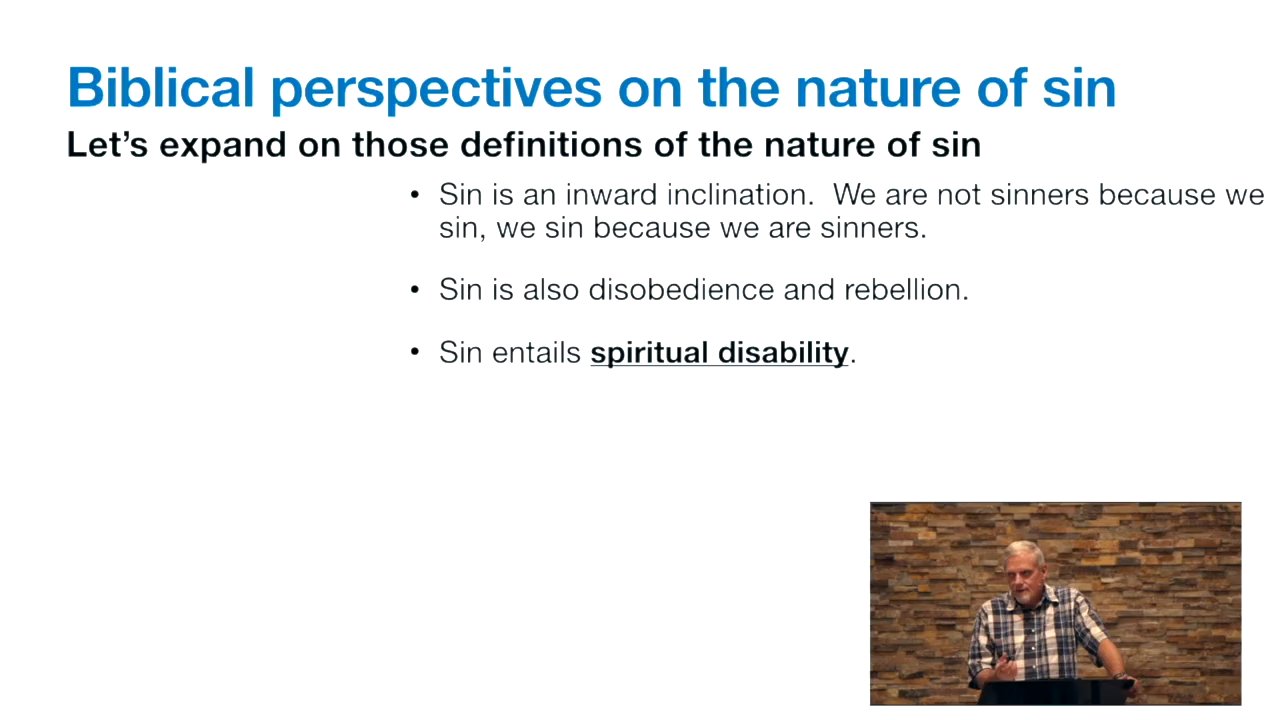 Biblical perspectives on the nature of sin
Let’s expand on those definitions of the nature of sin
• Sin is an inward inclination.  We are not sinners because we
sin, we sin because we are sinners.
• Sin is also disobedience and rebellion.
• Sin entails spiritual disability.